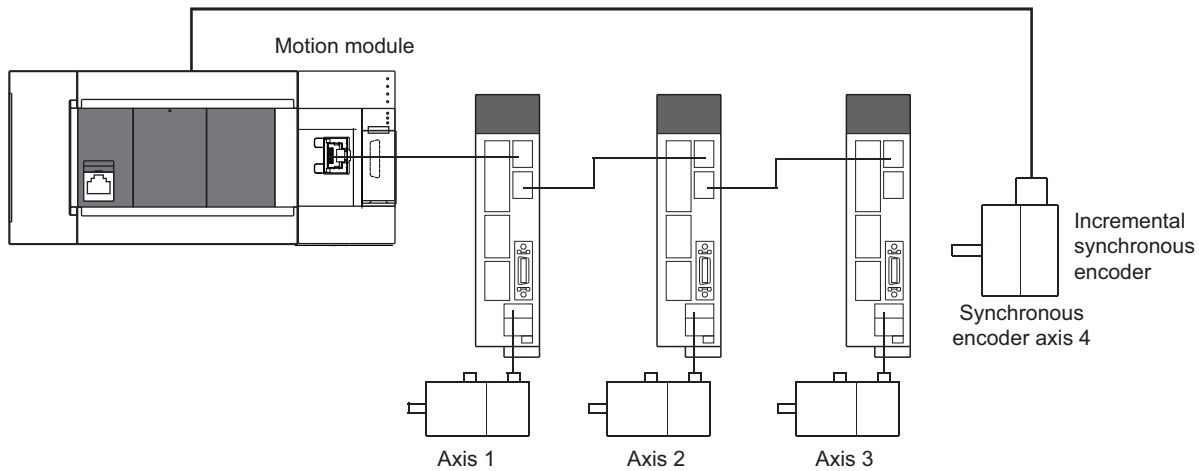 Motion module
Incremental
synchronous
encoder
Synchronous
encoder axis 4
Axis 1
Axis 2
Axis 3